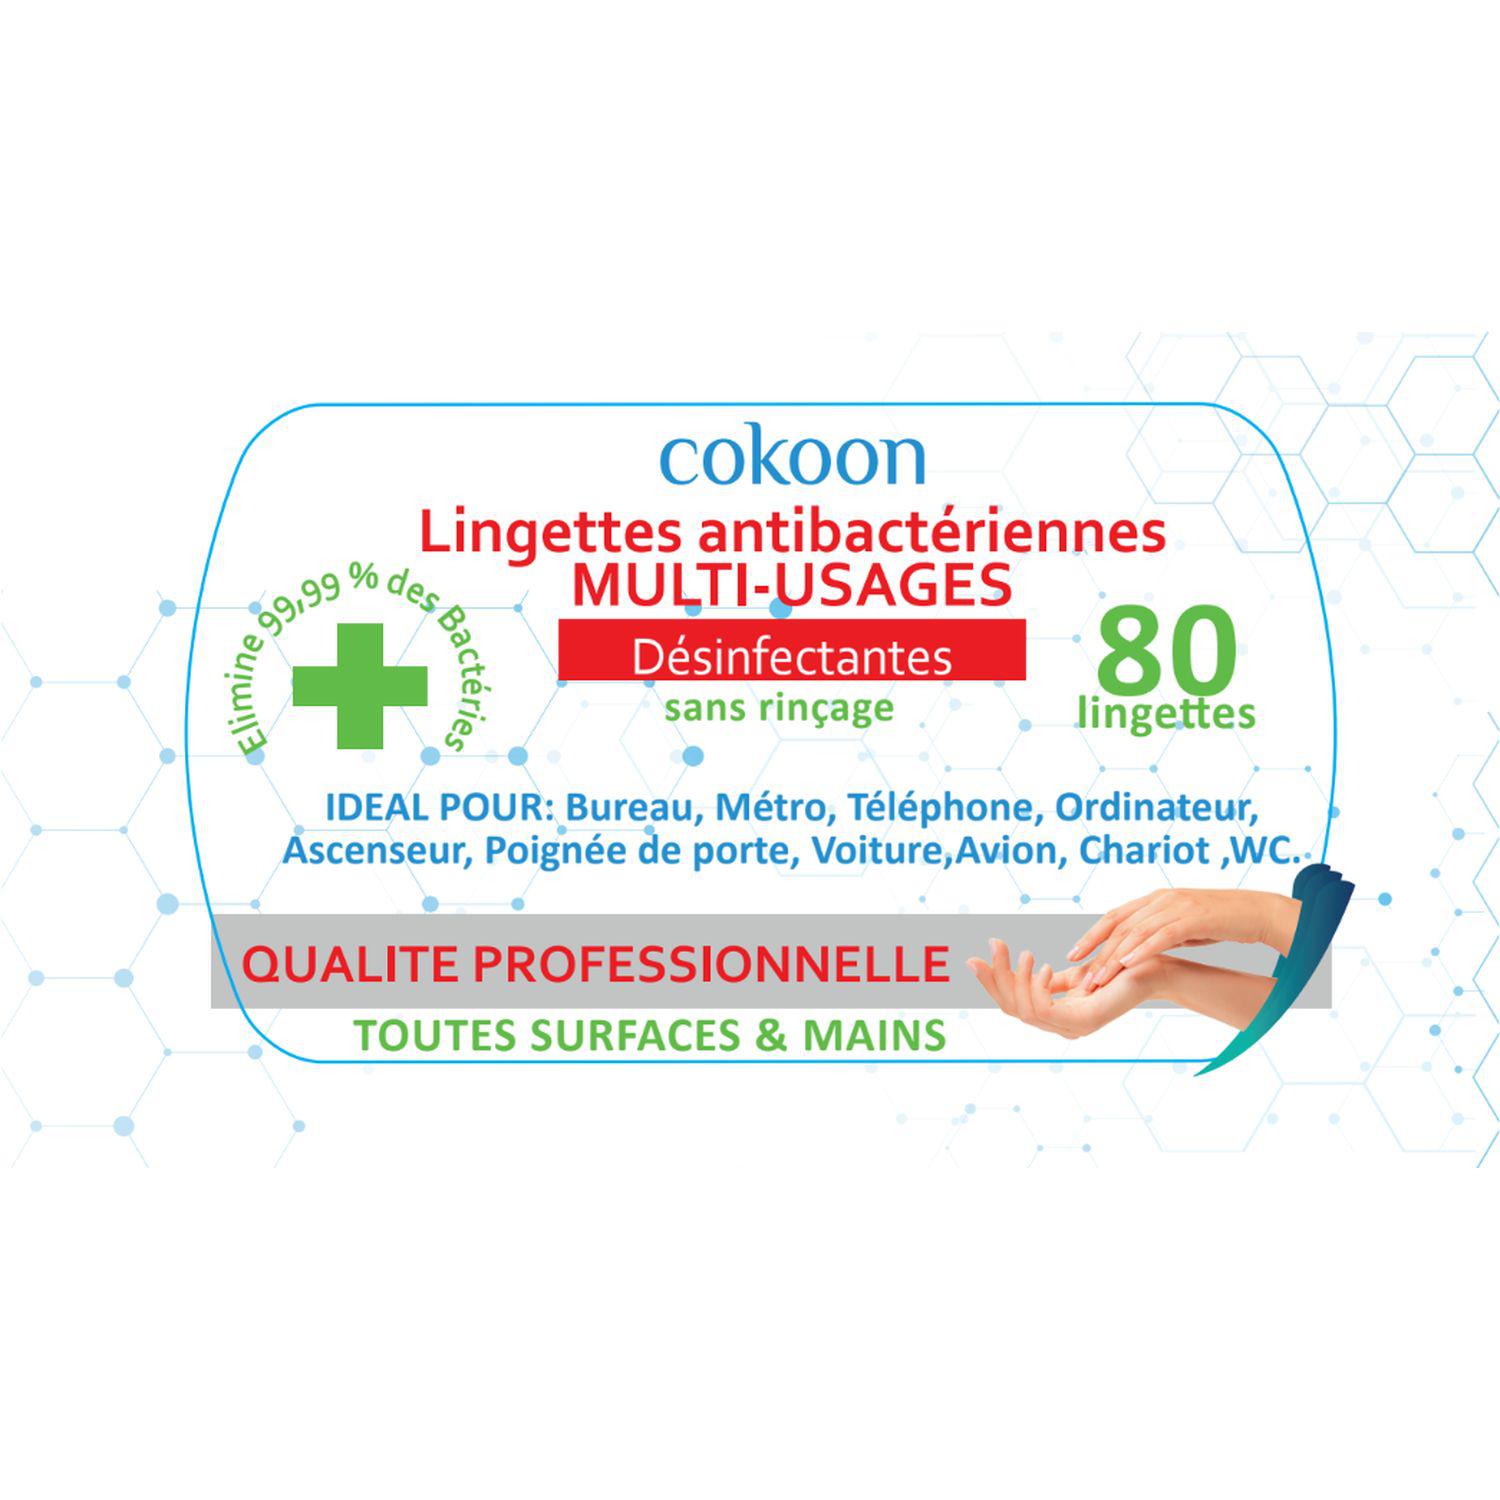 cokoon
Lingettes antibactériennes
MULTI-USAGES
Désinfectantes
sans rinçage
Elimine 99,99 % des Bactéries
80
lingettes
IDEAL POUR: Bureau, Métro, Téléphone, Ordinateur,
Ascenseur, Poignée de porte, Voiture,Avion, Chariot ,WC.
QUALITE PROFESSIONNELLE
TOUTES SURFACES & MAINS